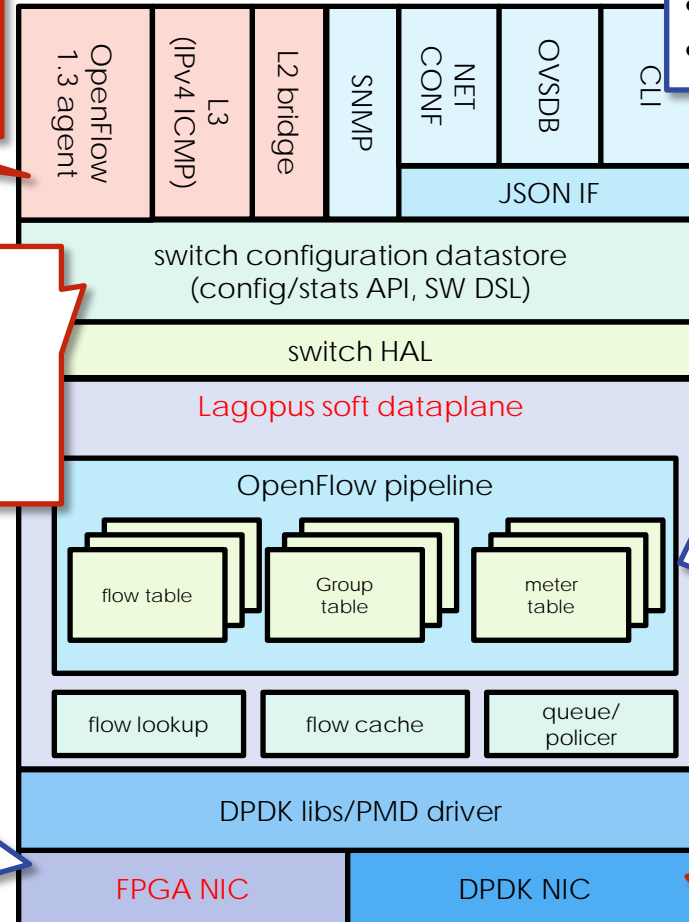 OpenFlow
1.3 agent
L3
(IPv4 ICMP)
L2 bridge
SNMP
NET
CONF
OVSDB
CLI
JSON IF
switch configuration datastore
(config/stats API, SW DSL)
switch HAL
Lagopus soft dataplane
OpenFlow pipeline
flow table
Group
table
meter
table
flow lookup
flow cache
queue/
policer
DPDK libs/PMD driver
FPGA NIC
DPDK NIC